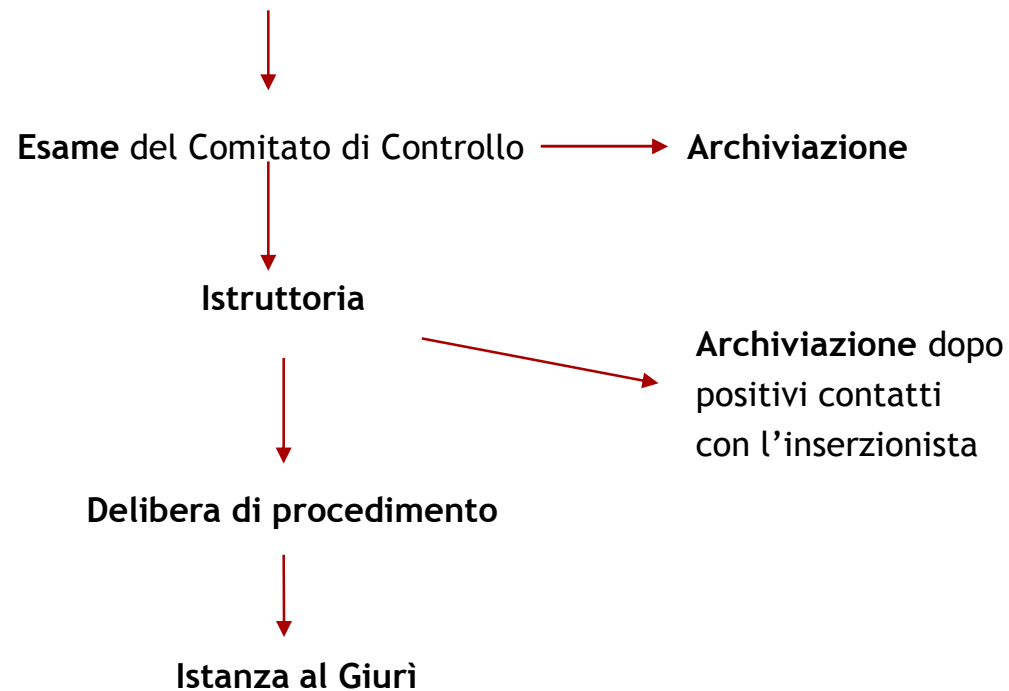 Esame del Comitato di Controllo
Archiviazione
Istruttoria
Archiviazione dopo
positivi contatti
con l’inserzionista
Delibera di procedimento
Istanza al Giurì